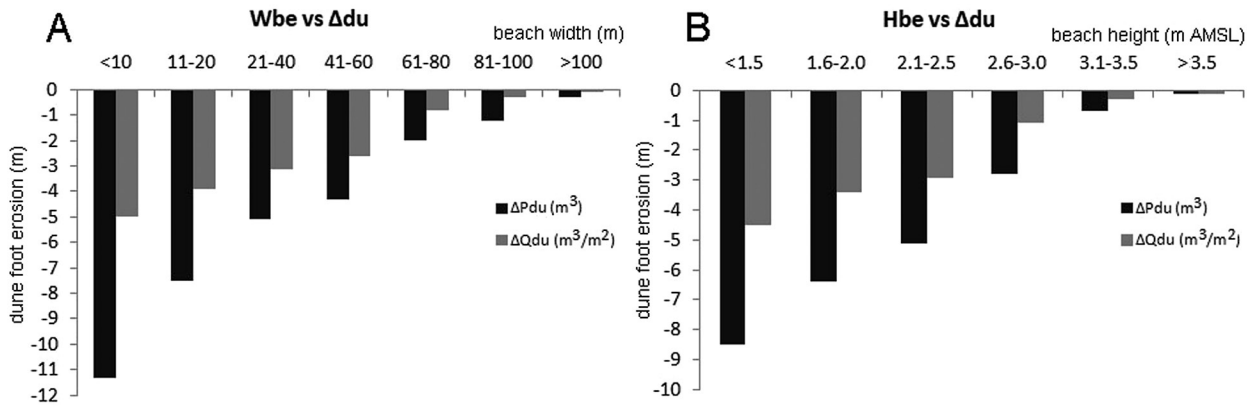 A
Wbe vs Δdu
beach width (m)
<10 11-20 21-40 41-60 61-80 81-100 >100
0
-1
-2
-3
-4
-5
-6
-7
-8
-9
-10
-11
-12
dune foot erosion (m)
ΔPdu (m³)
ΔQdu (m³/m²)
B
Hbe vs Δdu
beach height (m AMSL)
<1.5 1.6-2.0 2.1-2.5 2.6-3.0 3.1-3.5 >3.5
0
-1
-2
-3
-4
-5
-6
-7
-8
-9
-10
dune foot erosion (m)
ΔPdu (m³)
ΔQdu (m³/m²)